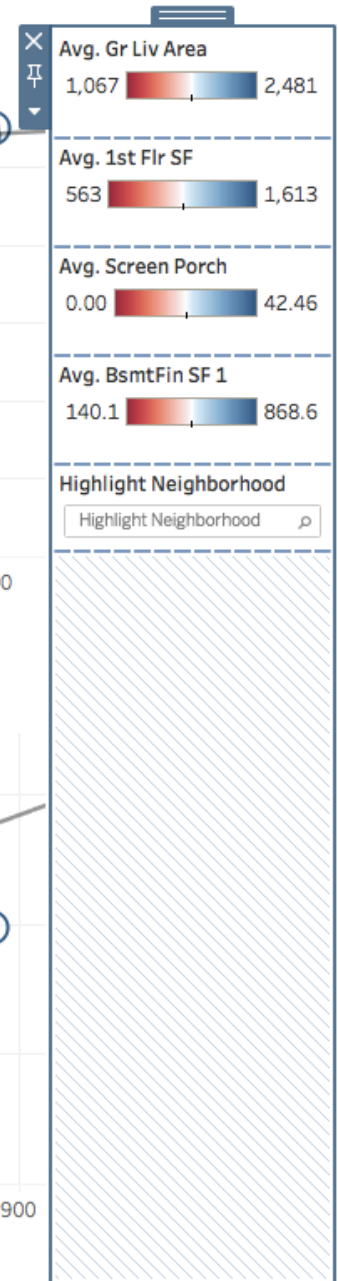 Avg. Gr Liv Area
1,067 2,481
Avg. 1st Flr SF
563 1,613
Avg. Screen Porch
0.00 42.46
Avg. BsmtFin SF 1
140.1 868.6
Highlight Neighborhood
Highlight Neighborhood
0
900